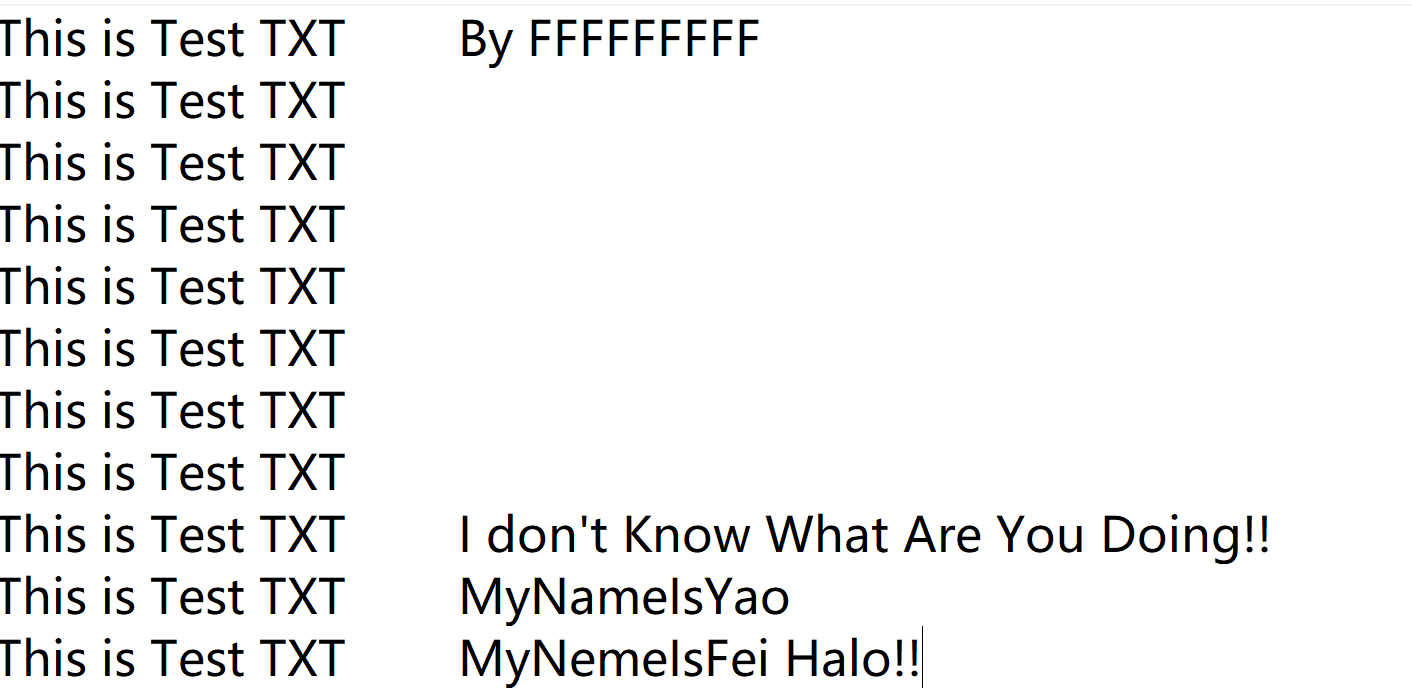 This is Test TXT By FFFFFFFFF
This is Test TXT
This is Test TXT
This is Test TXT
This is Test TXT
This is Test TXT
This is Test TXT
This is Test TXT
This is Test TXT I don't Know What Are You Doing!!
This is Test TXT MyNameIsYao
This is Test TXT MyNemeIsFei Halo!!